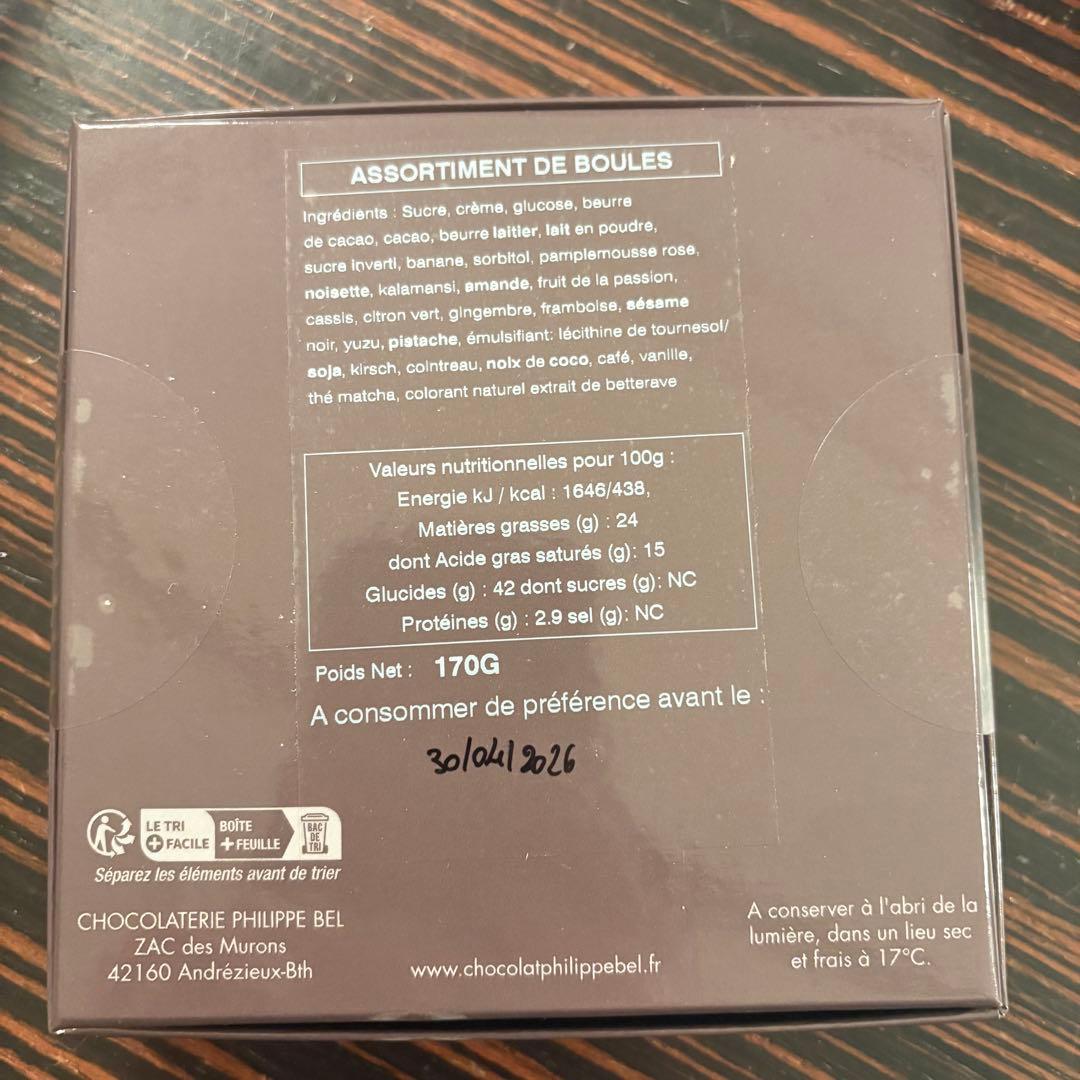 ASSORTIMENT DE BOULES
Ingrédients : Sucre, crème, glucose, beurre
de cacao, cacao, beurre laitier, lait en poudre,
sucre inverti, banane, sorbitol, pamplemousse rose,
noisette, kalamansi, amande, fruit de la passion,
cassis, citron vert, gingembre, framboise, sésame
noir, yuzu, pistache, émulsifiant: lécithine de tournesol/
soja, kirsch, cointreau, noix de coco, café, vanille,
thé matcha, colorant naturel extrait de betterave
Valeurs nutritionnelles pour 100g :
Energie kJ / kcal : 1646/438,
Matières grasses (g) : 24
dont Acide gras saturés (g): 15
Glucides (g) : 42 dont sucres (g): NC
Protéines (g) : 2.9 sel (g): NC
Poids Net : 170G
A consommer de préférence avant le :
30/04/2026
LE TRI
+ FACILE
BOÎTE
+ FEUILLE
BAC
DE
TRI
Séparez les éléments avant de trier
CHOCOLATERIE PHILIPPE BEL
ZAC des Murons
42160 Andrézieux-Bth
www.chocolatphilippebel.fr
A conserver à l'abri de la
lumière, dans un lieu sec
et frais à 17°C.